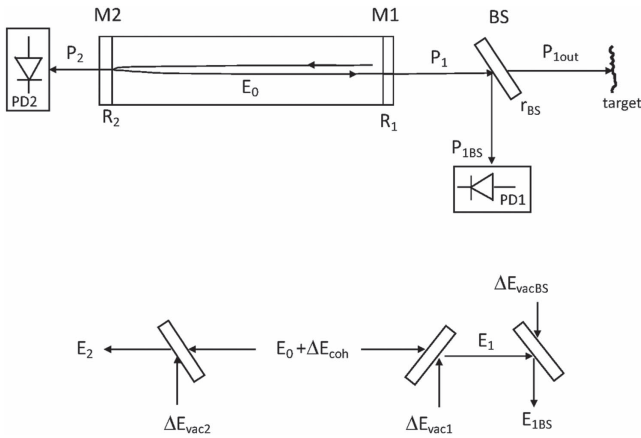 M2
M1
BS
P2
P1
P1out
PD2
E0
R2
R1
rBS
target
P1BS
PD1
ΔEvacBS
E2
E0 +ΔEcoh
E1
ΔEvac2
ΔEvac1
E1BS